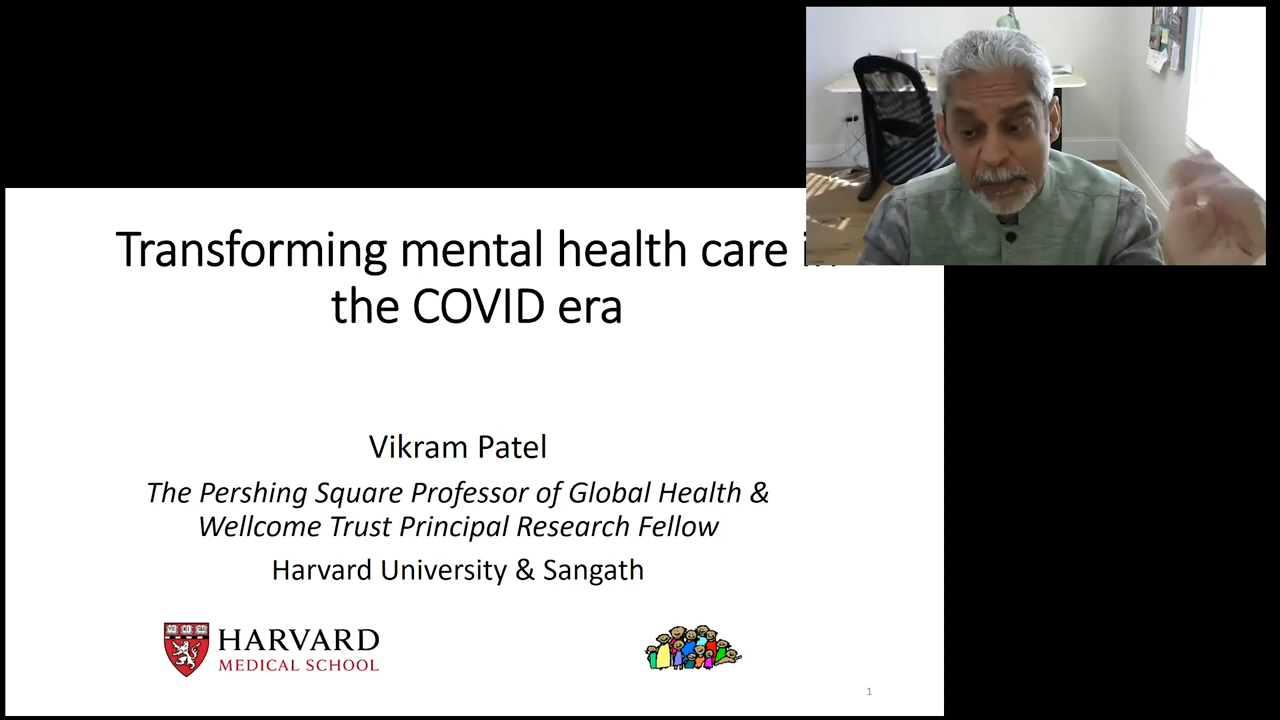 Transforming mental health care
the COVID era
Vikram Patel
The Pershing Square Professor of Global Health &
Wellcome Trust Principal Research Fellow
Harvard University & Sangath
HARVARD
MEDICAL SCHOOL
1